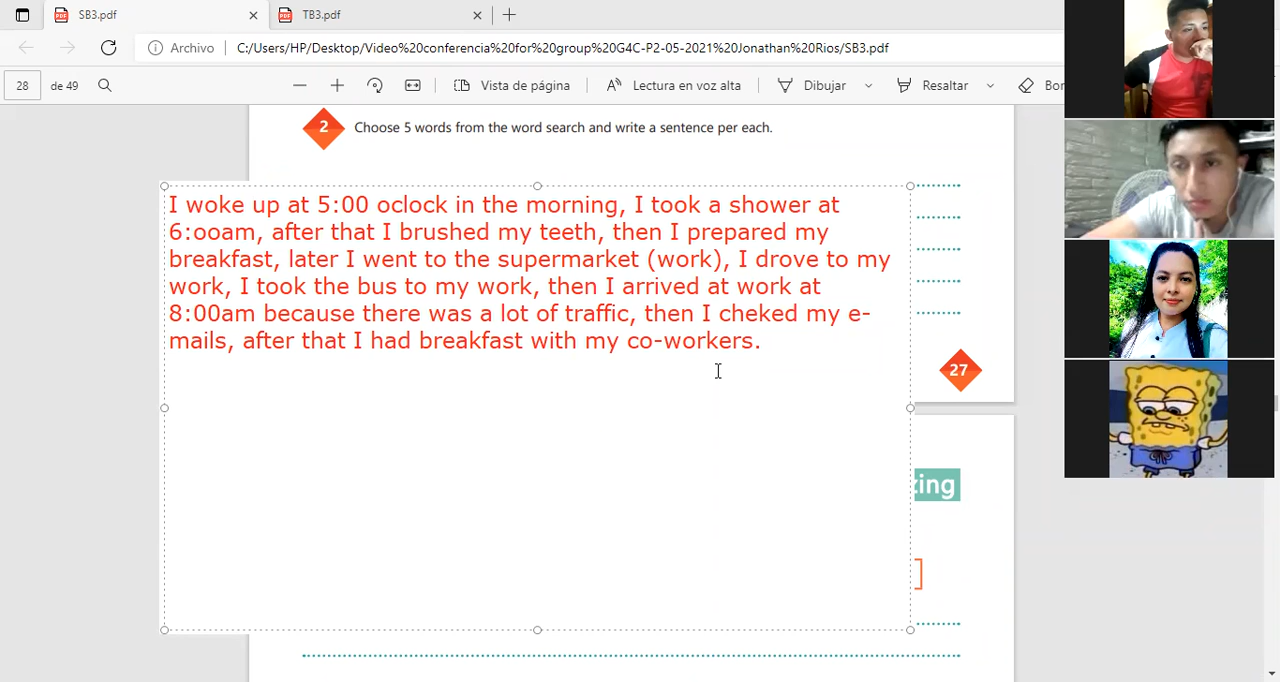 SB3.pdf
TB3.pdf
Archivo
C:/Users/HP/Desktop/Video%20conferencia%20for%20group%20G4C-P2-05-2021%20Jonathan%20Rios/SB3.pdf
28 de 49
Vista de página
Lectura en voz alta
Dibujar
Resaltar
Bor
2
Choose 5 words from the word search and write a sentence per each.
I woke up at 5:00 oclock in the morning, I took a shower at
6:ooam, after that I brushed my teeth, then I prepared my
breakfast, later I went to the supermarket (work), I drove to my
work, I took the bus to my work, then I arrived at work at
8:00am because there was a lot of traffic, then I cheked my e-
mails, after that I had breakfast with my co-workers.
27
zing